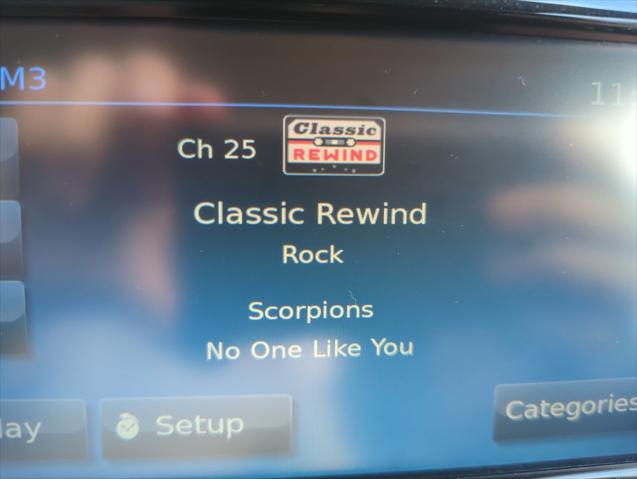 M3
11
Ch 25
Classic
REWIND
Classic Rewind
Rock
Scorpions
No One Like You
lay
Setup
Categories